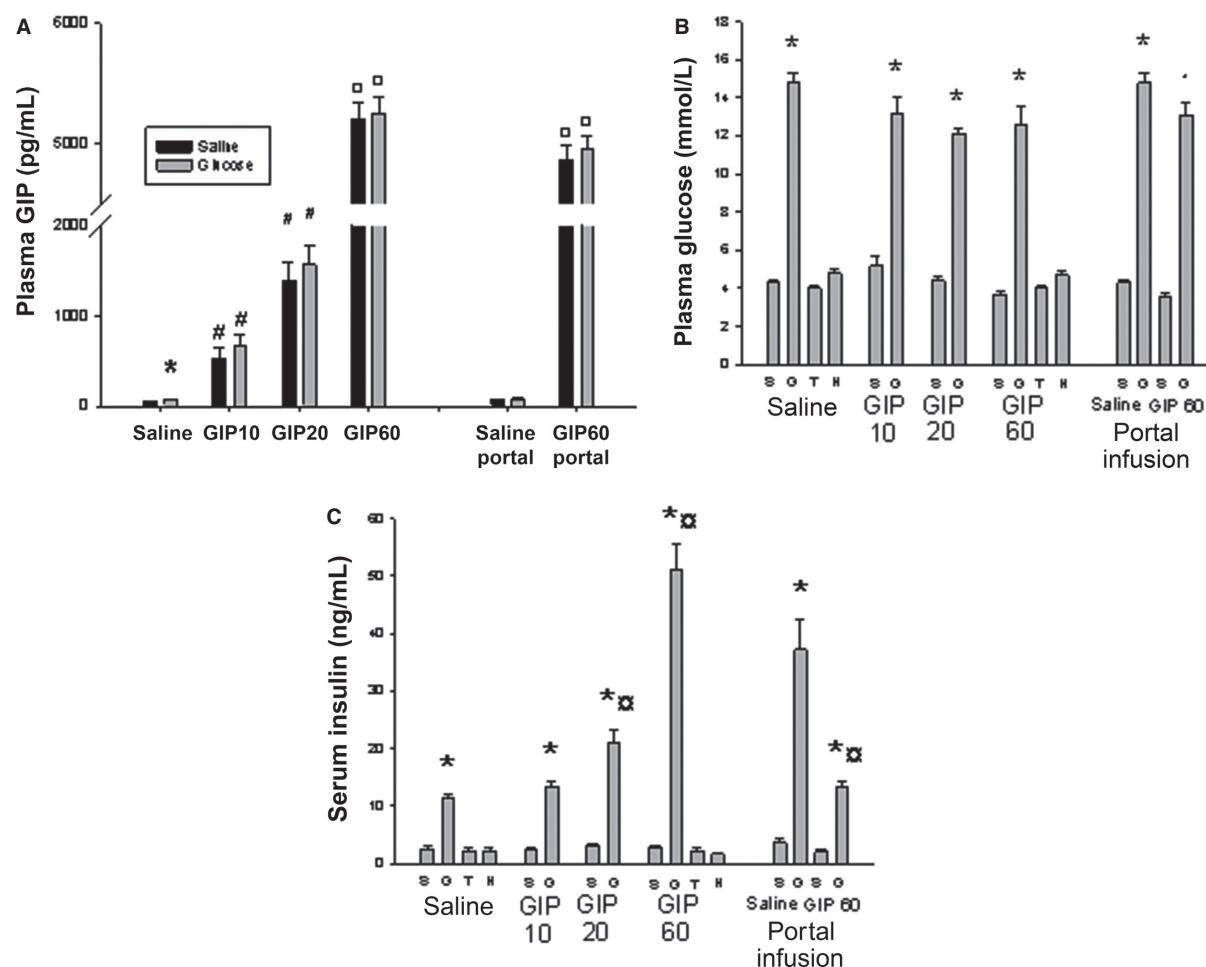 A
6000
5000
2000
1000
0
Plasma GIP (pg/mL)
Saline
Glucose
*
# #
# #
Saline GIP10 GIP20 GIP60 Saline GIP60
portal portal
B
18
16
14
12
10
8
6
4
2
0
Plasma glucose (mmol/L)
* * * * *
S G T H S G S G S G T H S G S G
Saline GIP GIP GIP Saline GIP 60
10 20 60 Portal
infusion
C
60
50
40
30
20
10
0
Serum insulin (ng/mL)
* * *¤ *¤ * *¤
S G T H S G S G S G T H S G S G
Saline GIP GIP GIP Saline GIP 60
10 20 60 Portal
infusion